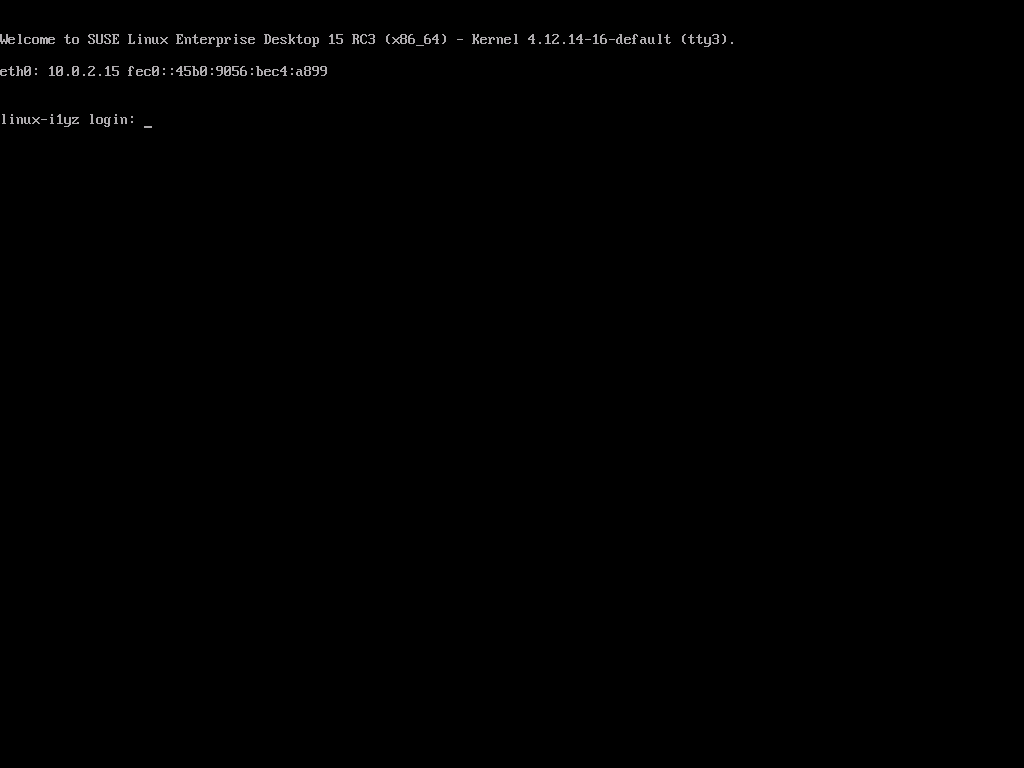 Welcome to SUSE Linux Enterprise Desktop 15 RC3 (x86_64) - Kernel 4.12.14-16-default (tty3).
eth0: 10.0.2.15 fec0::45b0:9056:bec4:a899
linux-i1yz login: _